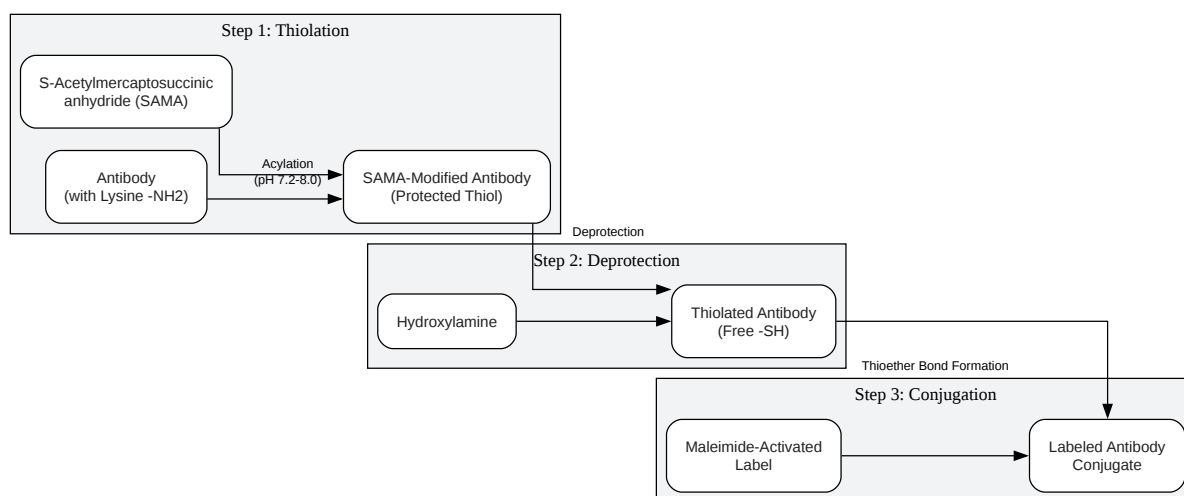 Step 1: Thiolation
S-Acetylmercaptosuccinic
anhydride (SAMA)
Acylation
(pH 7.2-8.0)
Antibody
(with Lysine -NH2)
SAMA-Modified Antibody
(Protected Thiol)
Deprotection
Step 2: Deprotection
Hydroxylamine
Thiolated Antibody
(Free -SH)
Thioether Bond Formation
Step 3: Conjugation
Maleimide-Activated
Label
Labeled Antibody
Conjugate